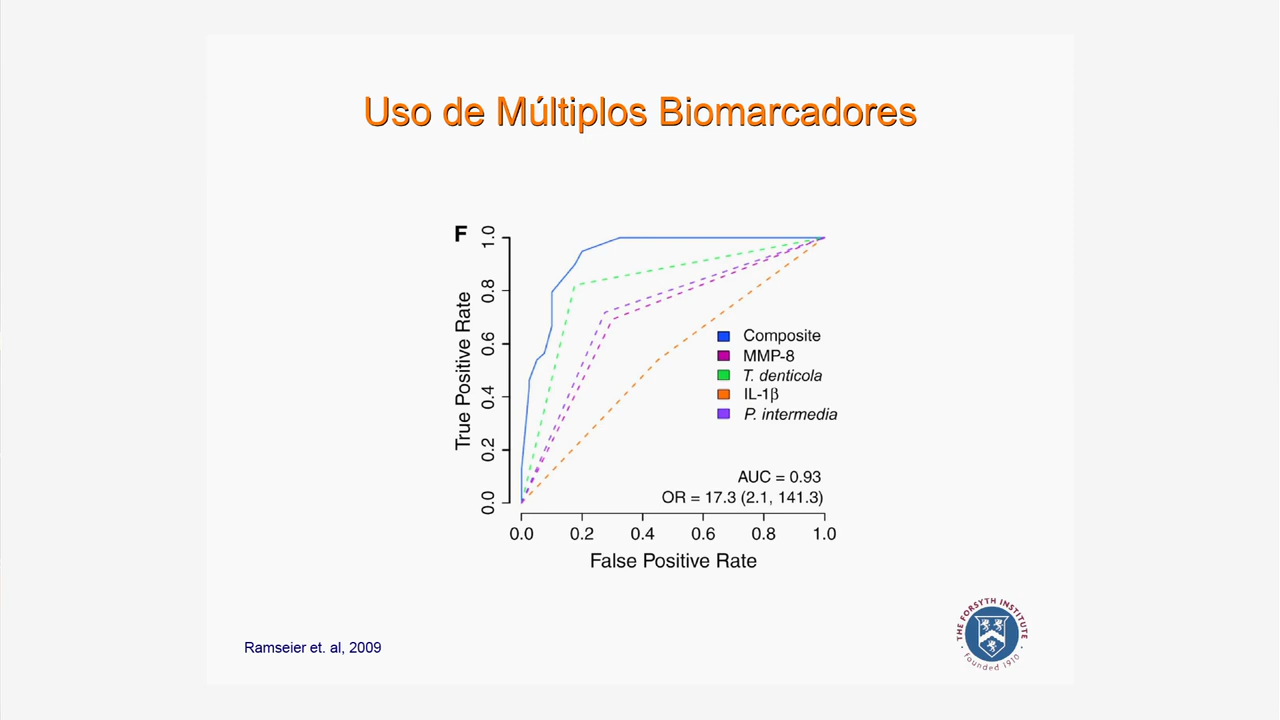 Uso de Múltiplos Biomarcadores
F
True Positive Rate
1.0
0.8
0.6
0.4
0.2
0.0
Composite
MMP-8
T. denticola
IL-1β
P. intermedia
AUC = 0.93
OR = 17.3 (2.1, 141.3)
0.0 0.2 0.4 0.6 0.8 1.0
False Positive Rate
Ramseier et. al, 2009
THE FORSYTH INSTITUTE
Founded 1910